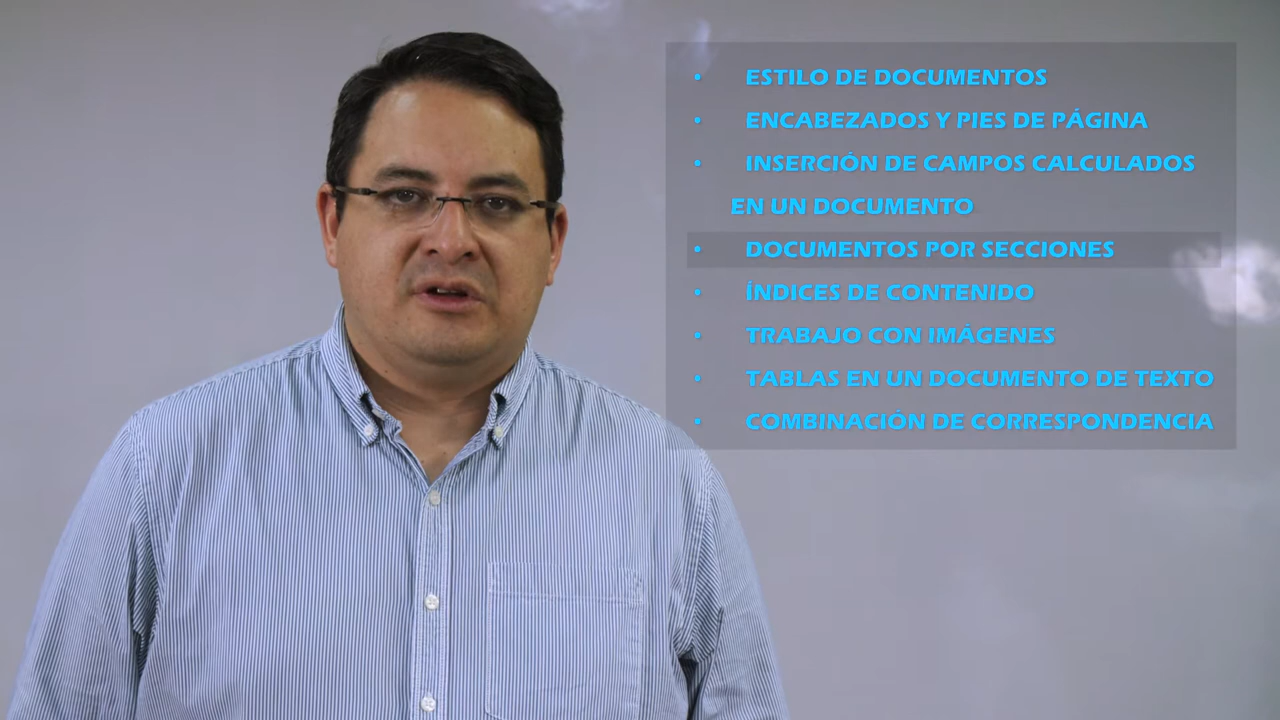 • ESTILO DE DOCUMENTOS
• ENCABEZADOS Y PIES DE PÁGINA
• INSERCIÓN DE CAMPOS CALCULADOS
EN UN DOCUMENTO
• DOCUMENTOS POR SECCIONES
• ÍNDICES DE CONTENIDO
• TRABAJO CON IMÁGENES
• TABLAS EN UN DOCUMENTO DE TEXTO
• COMBINACIÓN DE CORRESPONDENCIA